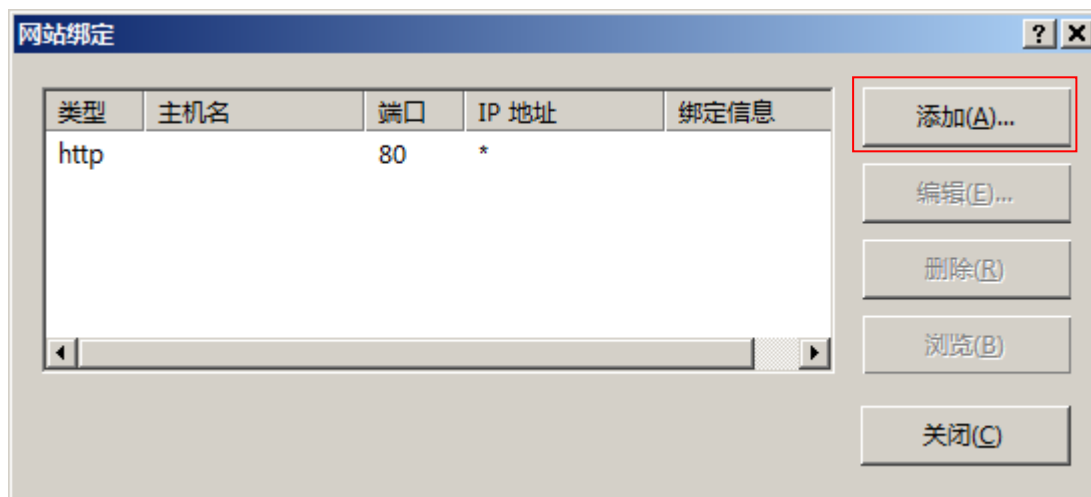 网站绑定
类型 主机名 端口 IP 地址 绑定信息
http 80 *
添加(A)...
编辑(E)...
删除(R)
浏览(B)
关闭(C)